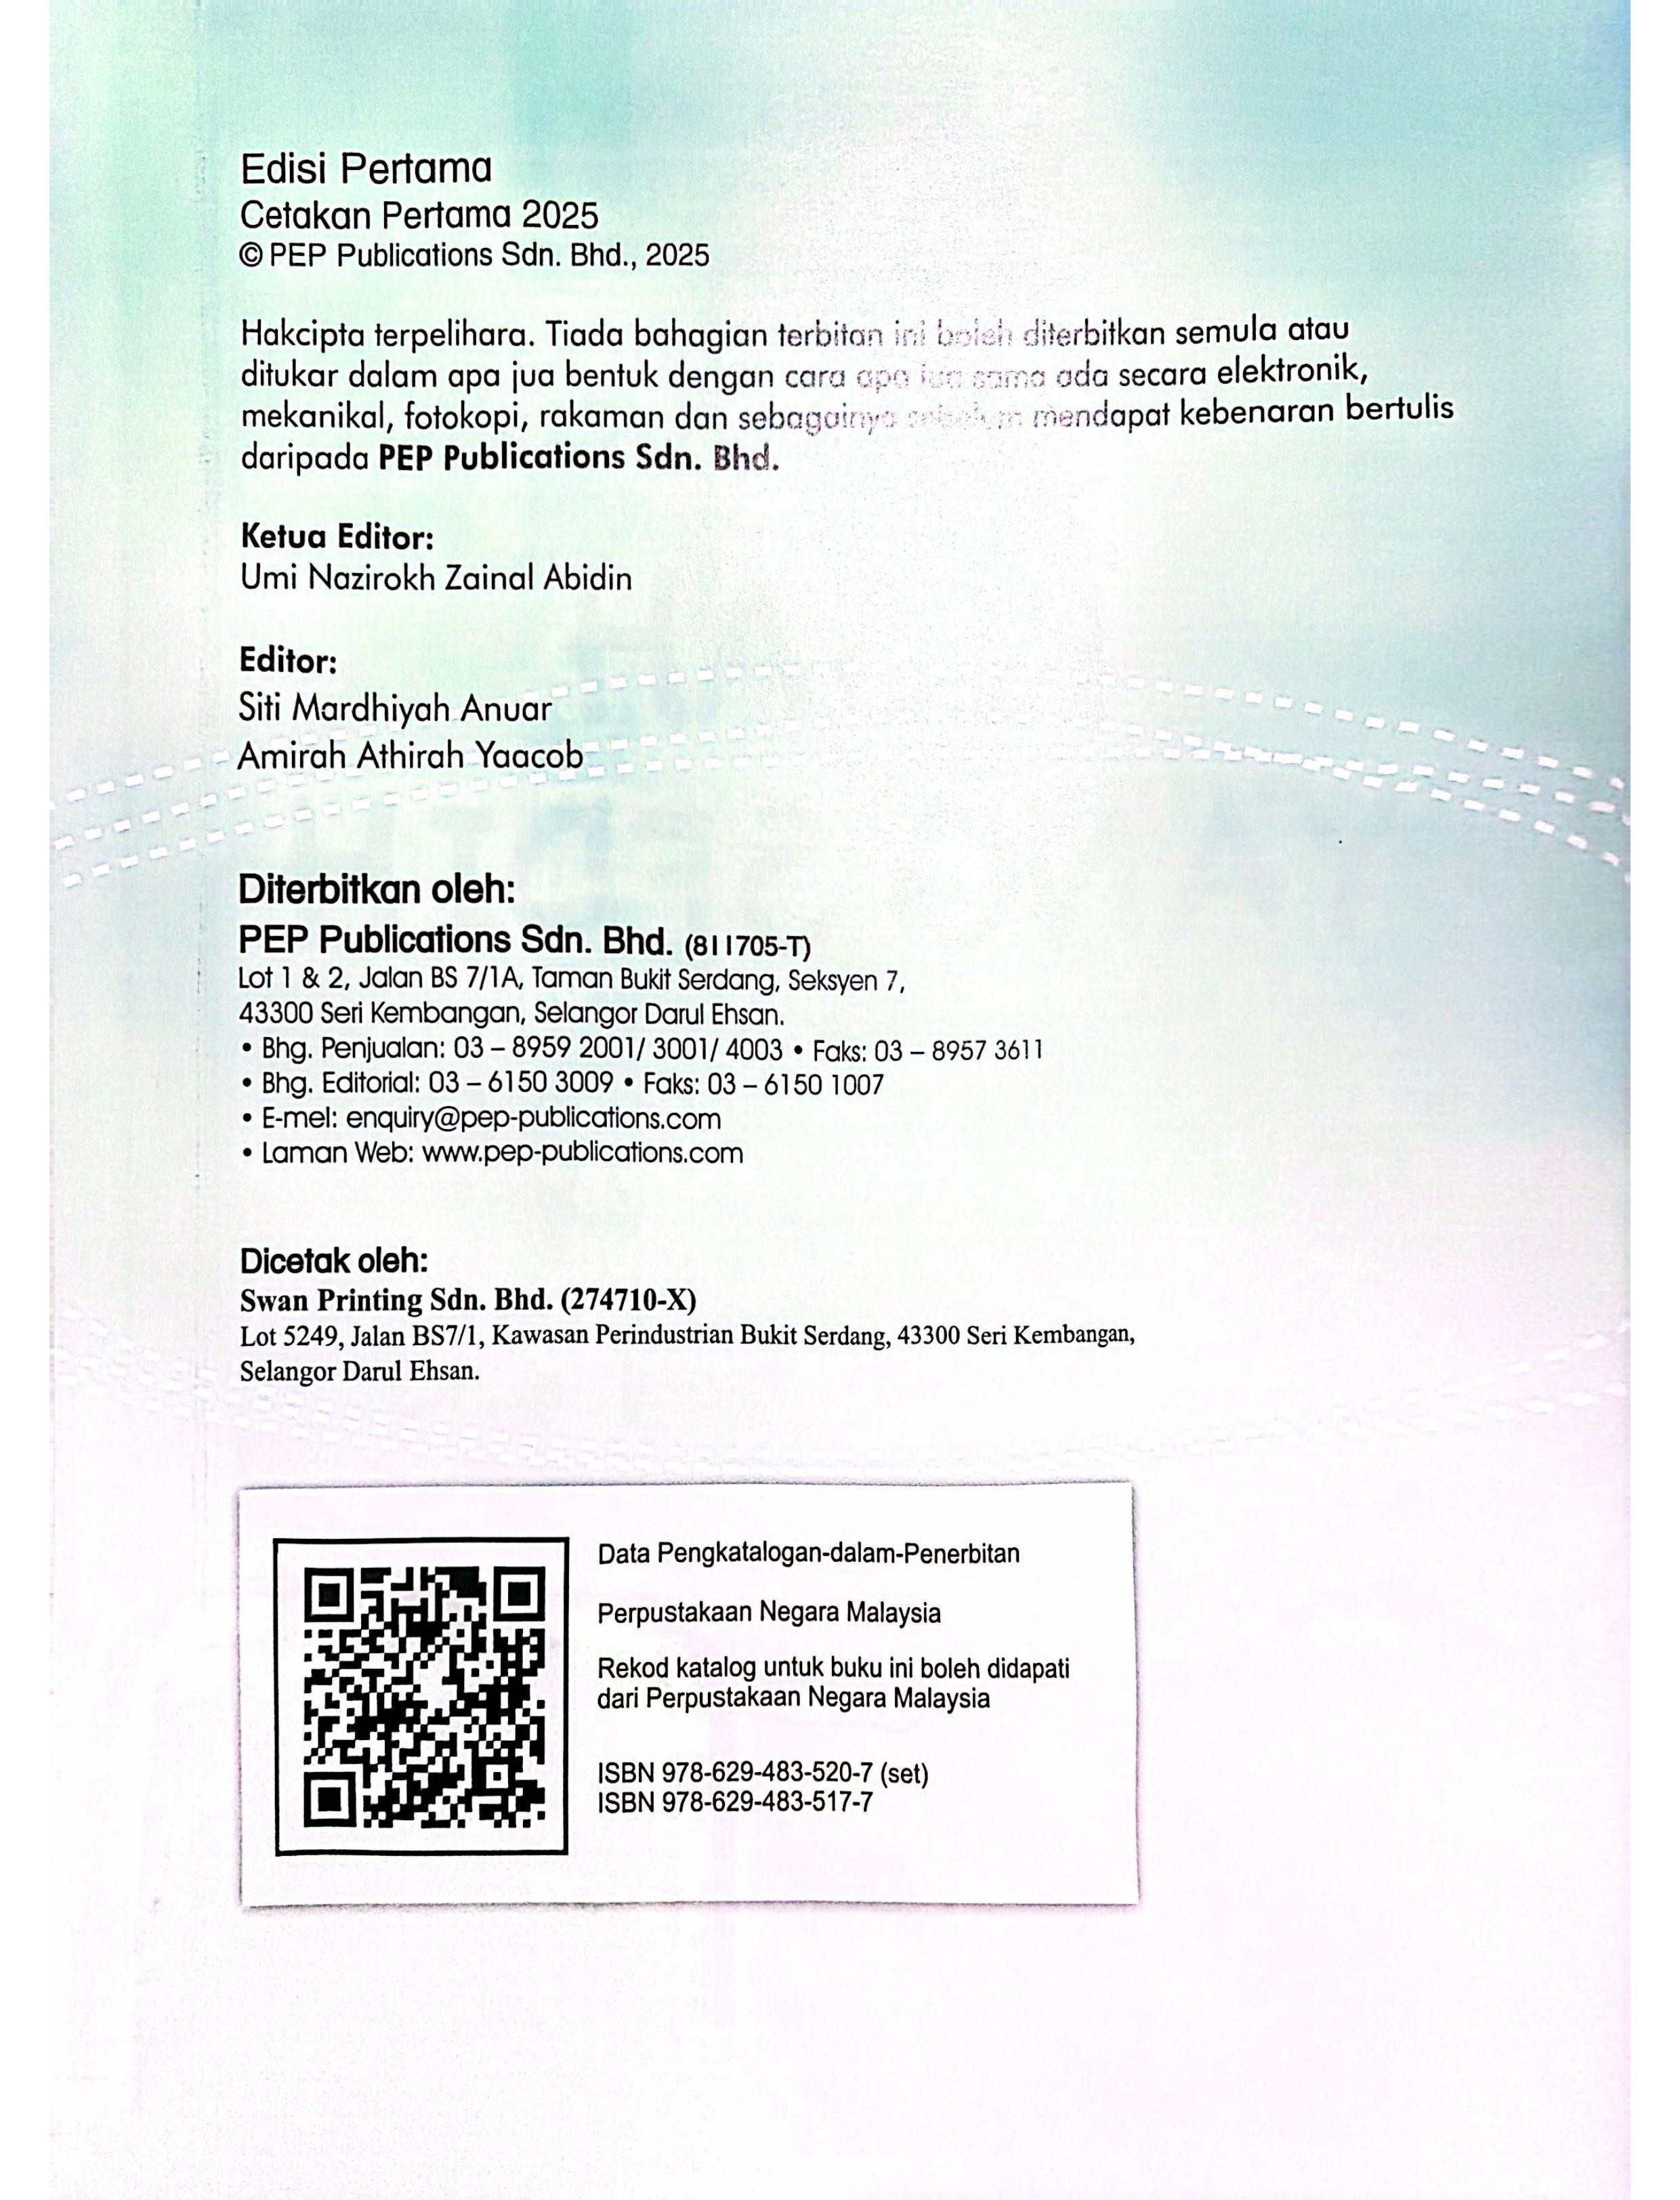 Edisi Pertama
Cetakan Pertama 2025
© PEP Publications Sdn. Bhd., 2025
Hakcipta terpelihara. Tiada bahagian terbitan ini boleh diterbitkan semula atau
ditukar dalam apa jua bentuk dengan cara apa jua sama ada secara elektronik,
mekanikal, fotokopi, rakaman dan sebagainya sebelum mendapat kebenaran bertulis
daripada PEP Publications Sdn. Bhd.
Ketua Editor:
Umi Nazirokh Zainal Abidin
Editor:
Siti Mardhiyah Anuar
Amirah Athirah Yaacob
Diterbitkan oleh:
PEP Publications Sdn. Bhd. (811705-T)
Lot 1 & 2, Jalan BS 7/1A, Taman Bukit Serdang, Seksyen 7,
43300 Seri Kembangan, Selangor Darul Ehsan.
• Bhg. Penjualan: 03 – 8959 2001/ 3001/ 4003 • Faks: 03 – 8957 3611
• Bhg. Editorial: 03 – 6150 3009 • Faks: 03 – 6150 1007
• E-mel: enquiry@pep-publications.com
• Laman Web: www.pep-publications.com
Dicetak oleh:
Swan Printing Sdn. Bhd. (274710-X)
Lot 5249, Jalan BS7/1, Kawasan Perindustrian Bukit Serdang, 43300 Seri Kembangan,
Selangor Darul Ehsan.
Data Pengkatalogan-dalam-Penerbitan
Perpustakaan Negara Malaysia
Rekod katalog untuk buku ini boleh didapati
dari Perpustakaan Negara Malaysia
ISBN 978-629-483-520-7 (set)
ISBN 978-629-483-517-7